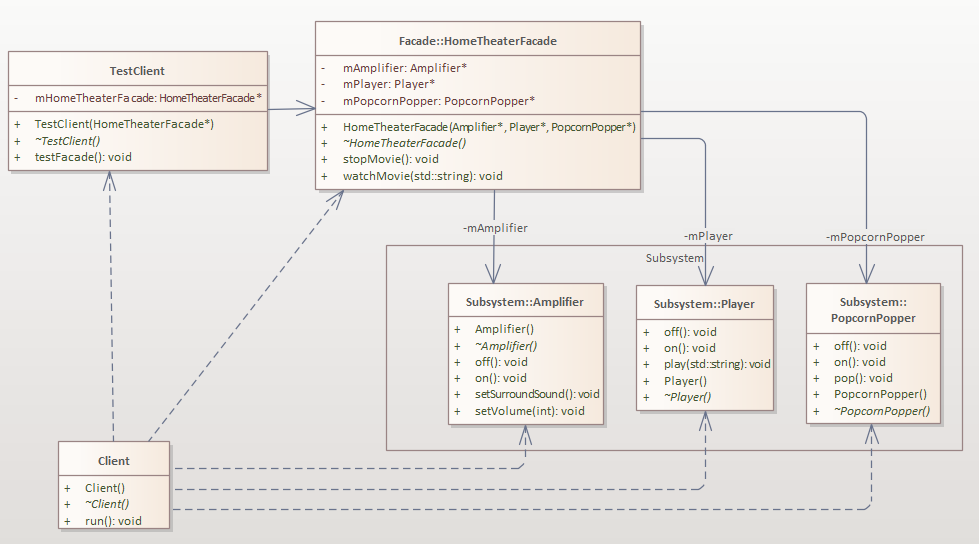 TestClient
- mHomeTheaterFacade: HomeTheaterFacade*
+ TestClient(HomeTheaterFacade*)
+ ~TestClient()
+ testFacade(): void
Facade::HomeTheaterFacade
- mAmplifier: Amplifier*
- mPlayer: Player*
- mPopcornPopper: PopcornPopper*
+ HomeTheaterFacade(Amplifier*, Player*, PopcornPopper*)
+ ~HomeTheaterFacade()
+ stopMovie(): void
+ watchMovie(std::string): void
-mAmplifier
-mPlayer
-mPopcornPopper
Subsystem
Subsystem::Amplifier
+ Amplifier()
+ ~Amplifier()
+ off(): void
+ on(): void
+ setSurroundSound(): void
+ setVolume(int): void
Subsystem::Player
+ off(): void
+ on(): void
+ play(std::string): void
+ Player()
+ ~Player()
Subsystem::
PopcornPopper
+ off(): void
+ on(): void
+ pop(): void
+ PopcornPopper()
+ ~PopcornPopper()
Client
+ Client()
+ ~Client()
+ run(): void